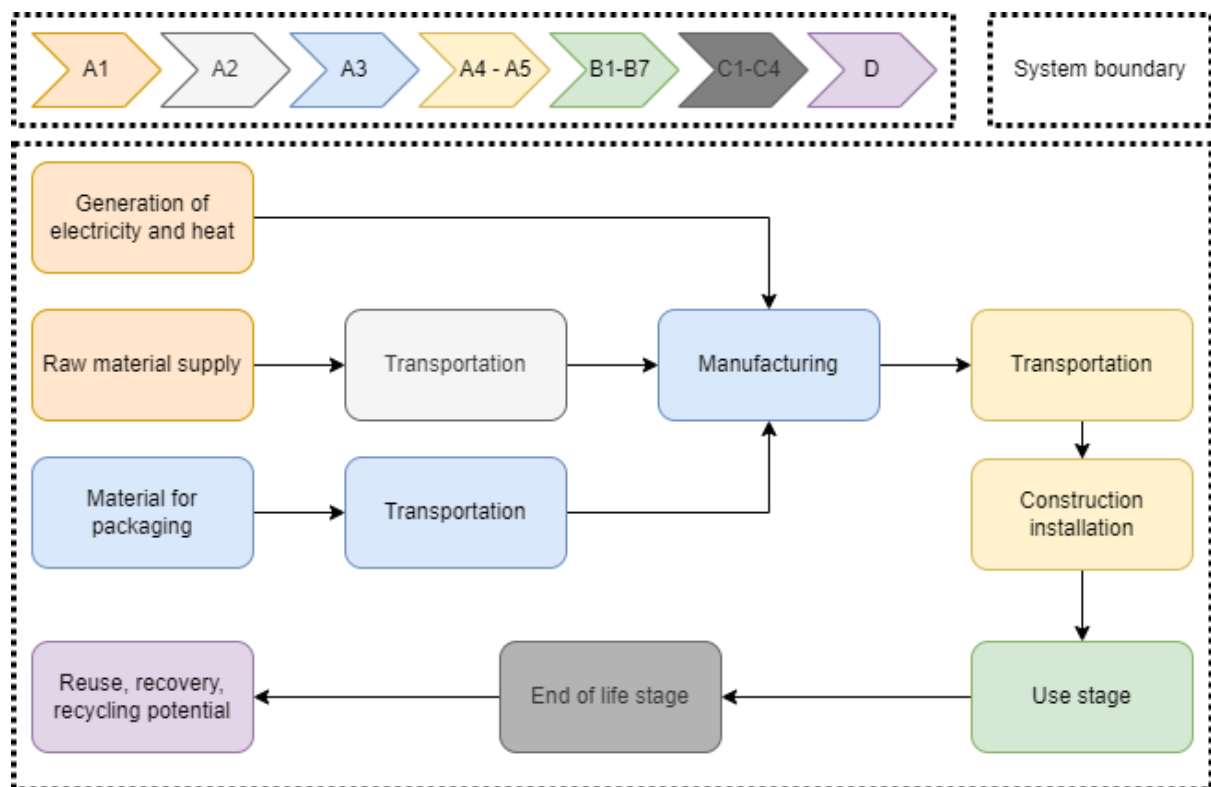 A1
A2
A3
A4 - A5
B1-B7
C1-C4
D
System boundary
Generation of
electricity and heat
Raw material supply
Transportation
Manufacturing
Transportation
Material for
packaging
Transportation
Construction
installation
Reuse, recovery,
recycling potential
End of life stage
Use stage